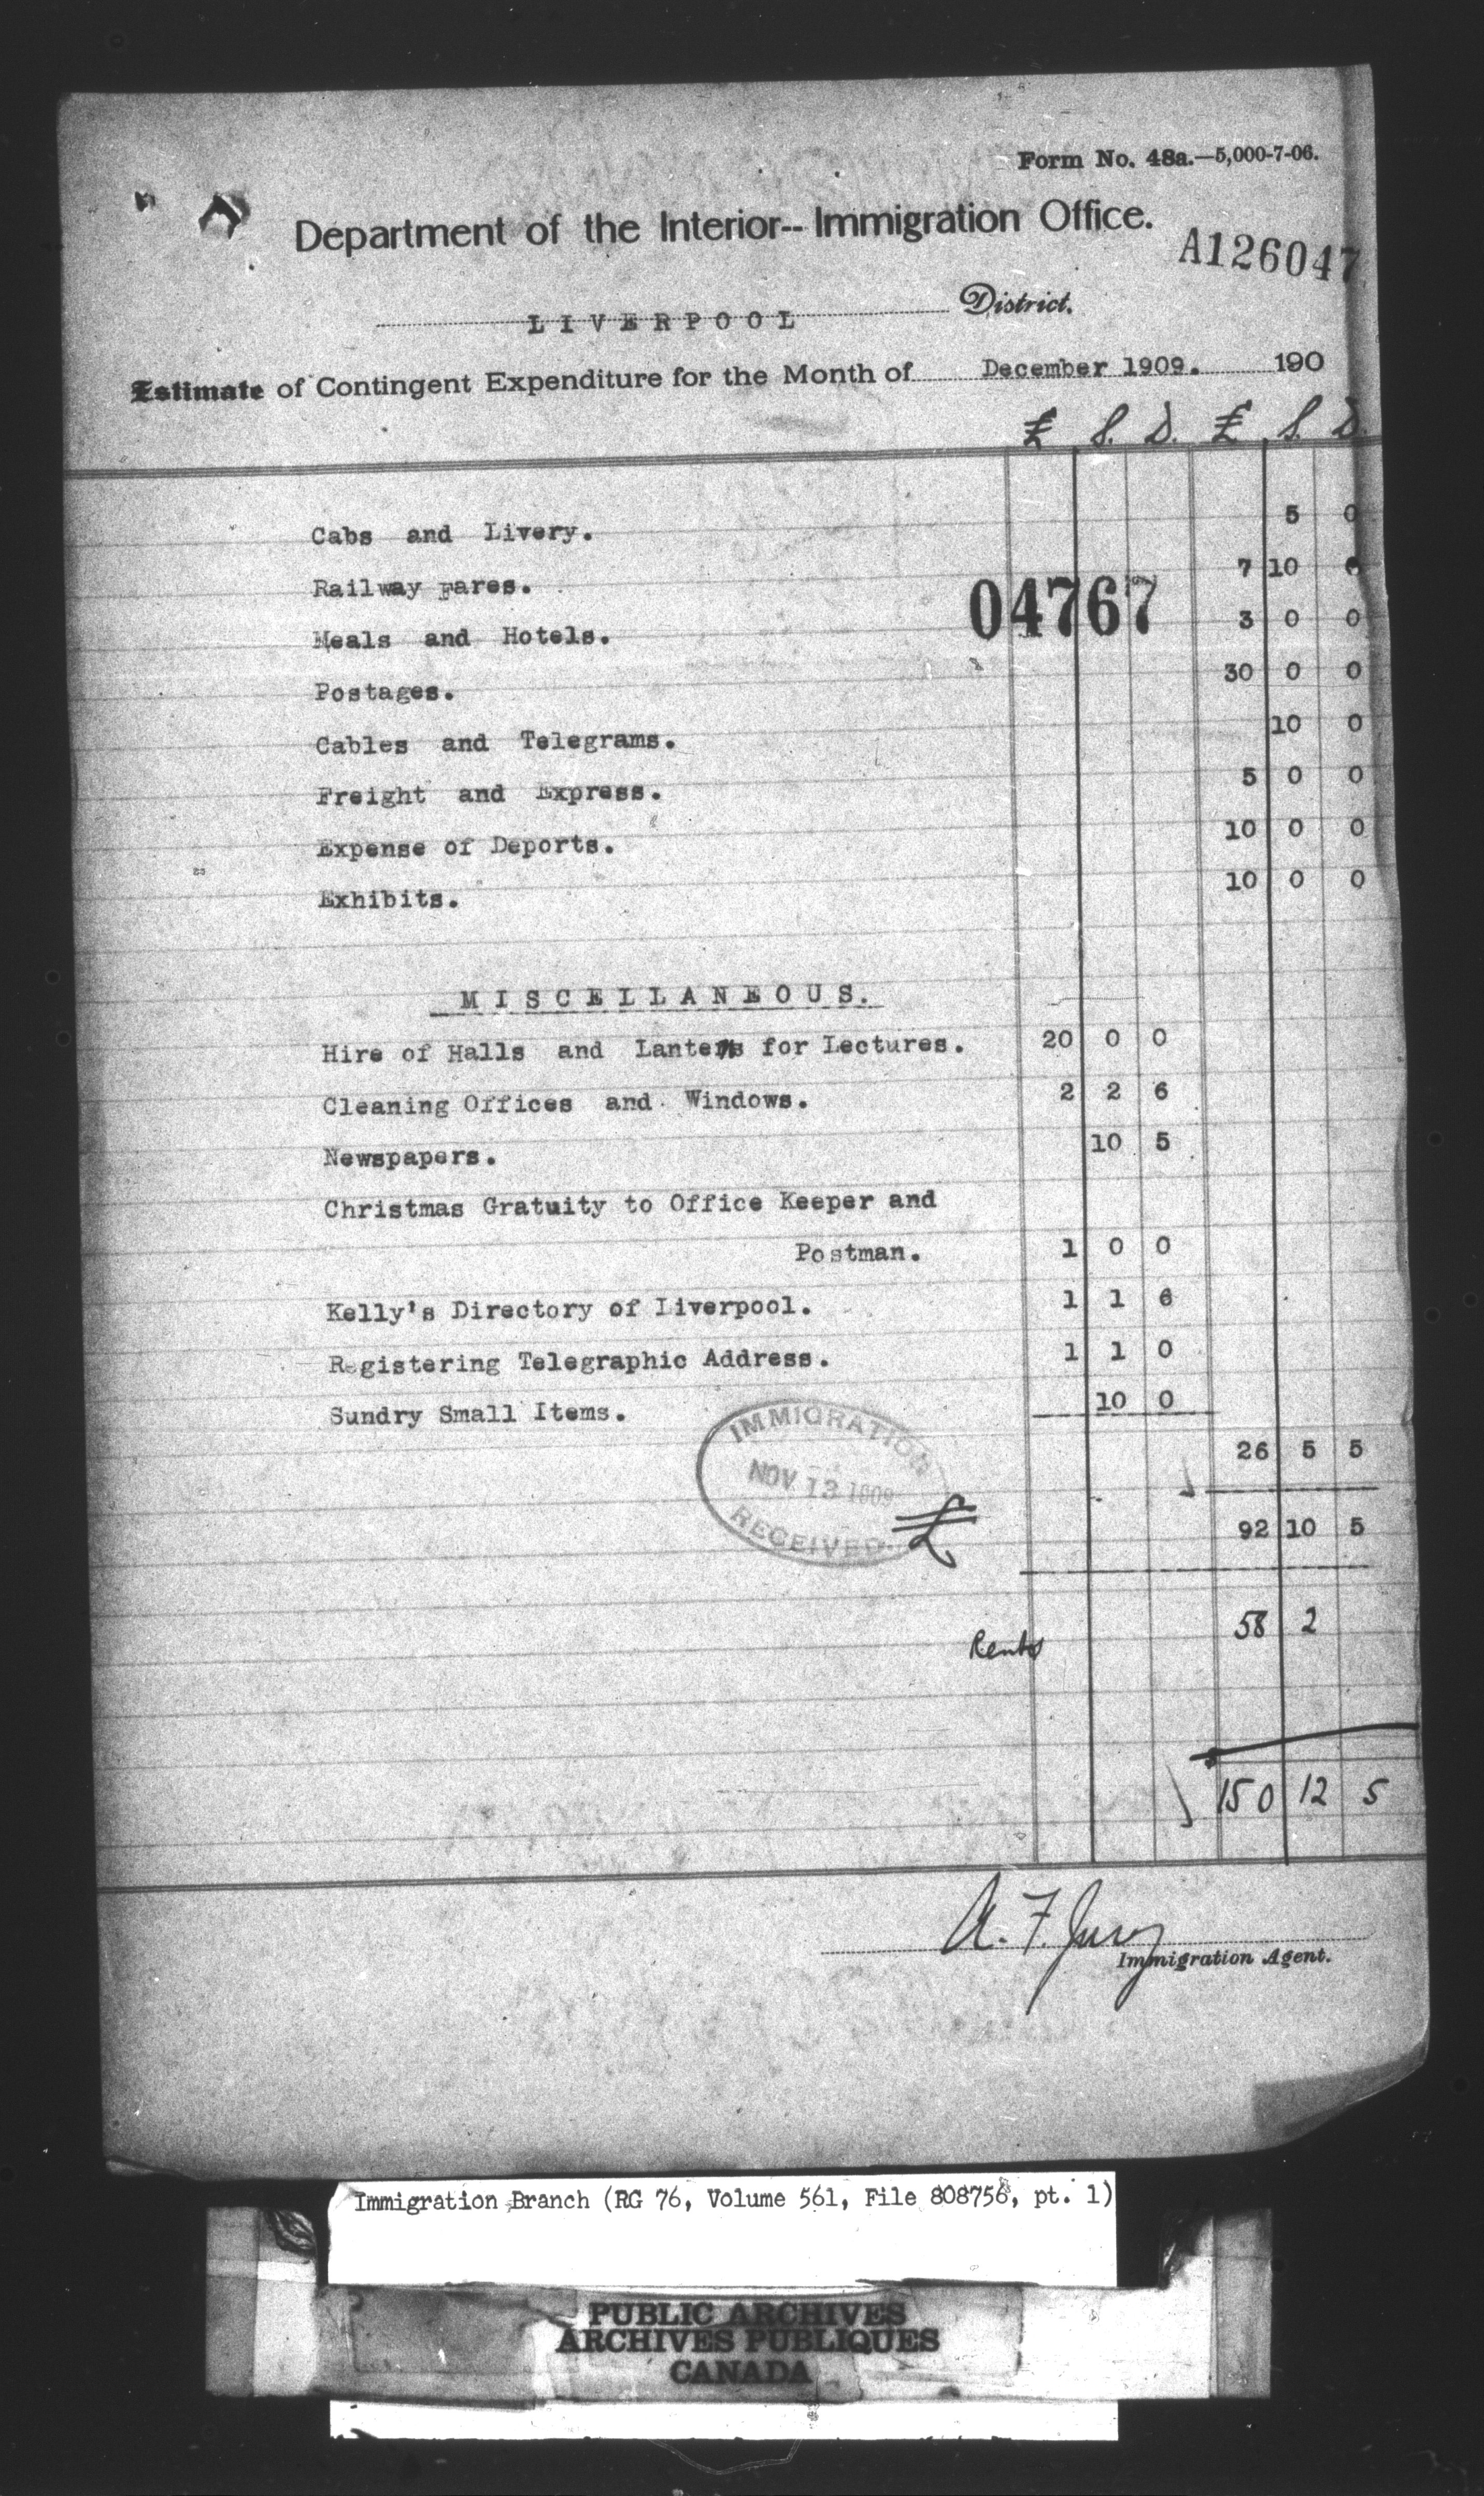 Form No. 48a.—5,000-7-06.
Department of the Interior-- Immigration Office.
A126047
LIVERPOOL District.
Estimate of Contingent Expenditure for the Month of December 1909. 190
£ S. D. £ S. D.
Cabs and Livery. 5 0
Railway Fares. 7 10
04767
Meals and Hotels. 3 0 0
Postages. 30 0 0
Cables and Telegrams. 10 0
Freight and Express. 5 0 0
Expense of Deports. 10 0 0
Exhibits. 10 0 0
MISCELLANEOUS.
Hire of Halls and Lanterns for Lectures. 20 0 0
Cleaning Offices and Windows. 2 2 6
Newspapers. 10 5
Christmas Gratuity to Office Keeper and
Postman. 1 0 0
Kelly's Directory of Liverpool. 1 1 6
Registering Telegraphic Address. 1 1 0
Sundry Small Items. 10 0
IMMIGRATION
NOV 13 1909
RECEIVED
26 5 5
£ 92 10 5
Rents 58 2
150 12 5
A. F. Jury
Immigration Agent.
Immigration Branch (RG 76, Volume 561, File 808756, pt. 1)
PUBLIC ARCHIVES
ARCHIVES PUBLIQUES
CANADA